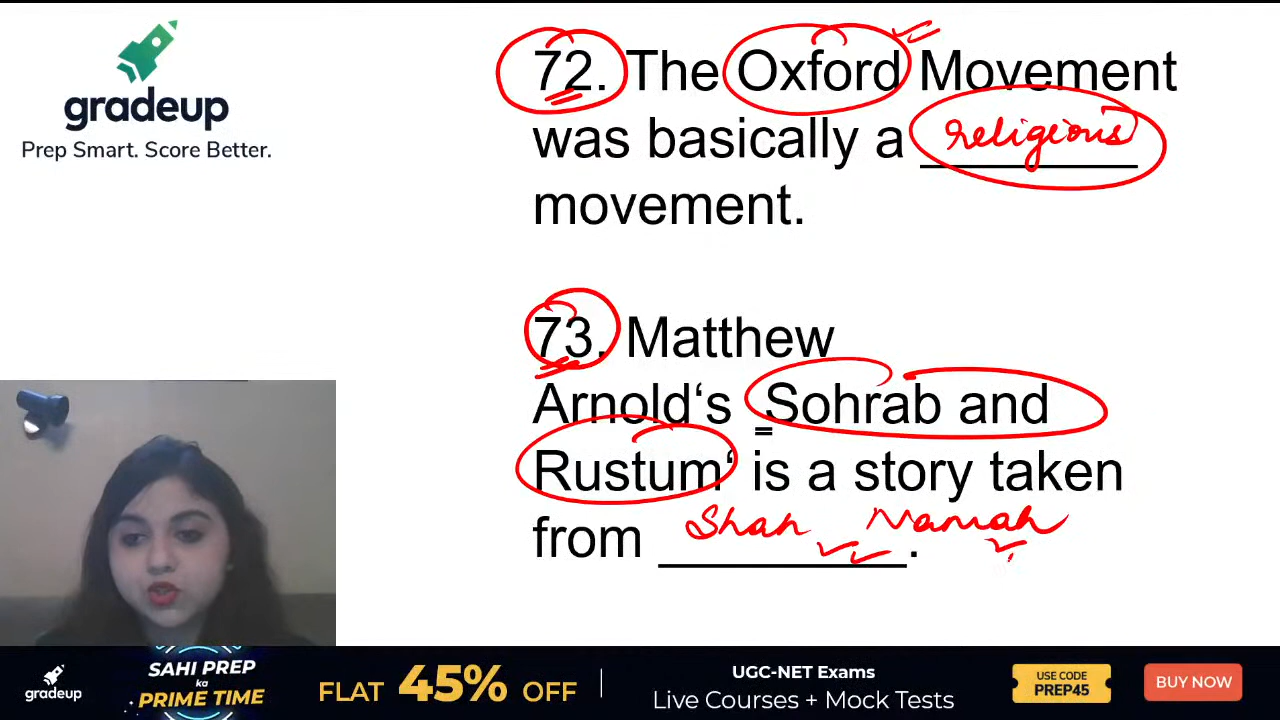 gradeup
Prep Smart. Score Better.
72. The Oxford Movement
was basically a religious
movement.
73. Matthew
Arnold‘s Sohrab and
Rustum‘ is a story taken
from Shah Namah.
gradeup
SAHI PREP
ka
PRIME TIME
FLAT 45% OFF
UGC-NET Exams
Live Courses + Mock Tests
USE CODE
PREP45
BUY NOW